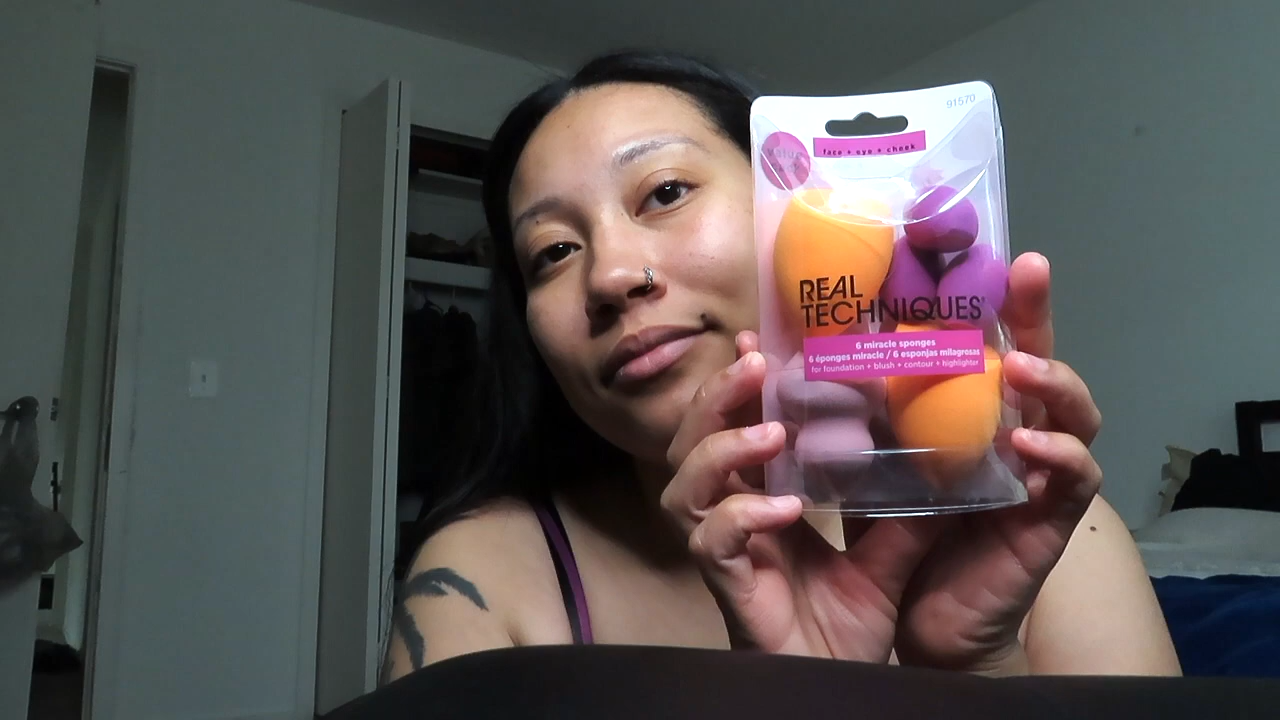 91570
face + eye + cheek
REAL
TECHNIQUES®
6 miracle sponges
6 éponges miracle / 6 esponjas milagrosas
for foundation + blush + contour + highlighter